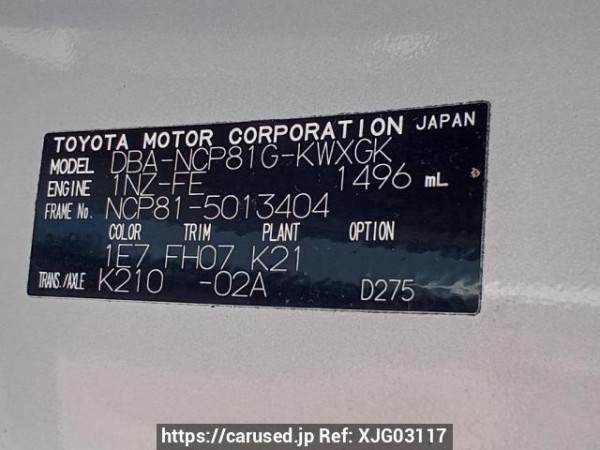 TOYOTA MOTOR CORPORATION JAPAN
MODEL DBA-NCP81G-KWXGK
ENGINE 1NZ-FE 1496 mL
FRAME No. NCP81-5013404
COLOR TRIM PLANT OPTION
1E7 FH07 K21
TRANS./AXLE K210 -02A D275
https://carused.jp Ref: XJG03117